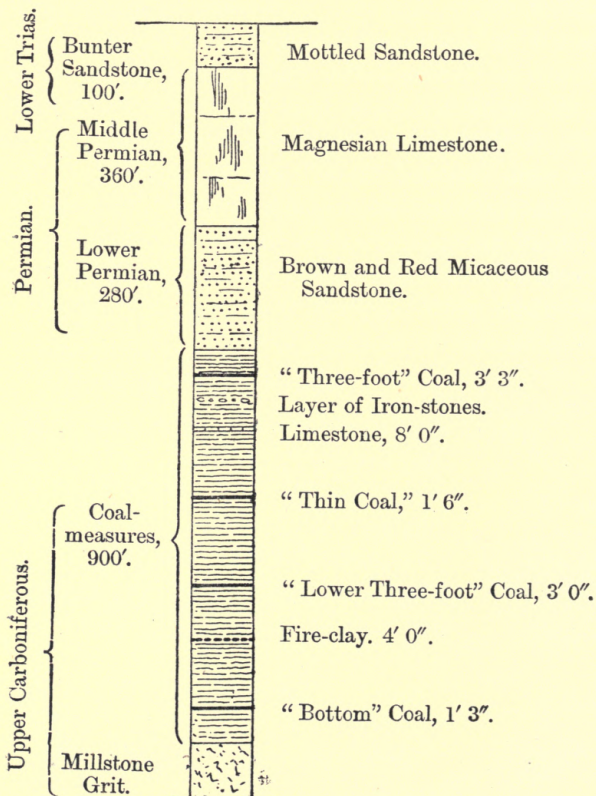 Lower Trias.
Bunter
Sandstone,
100′.
Mottled Sandstone.
Permian.
Middle
Permian,
360′.
Magnesian Limestone.
Lower
Permian,
280′.
Brown and Red Micaceous
Sandstone.
Upper Carboniferous.
Coal-
measures,
900′.
“Three-foot” Coal, 3′ 3″.
Layer of Iron-stones.
Limestone, 8′ 0″.
“Thin Coal,” 1′ 6″.
“Lower Three-foot” Coal, 3′ 0″.
Fire-clay. 4′ 0″.
“Bottom” Coal, 1′ 3″.
Millstone
Grit.